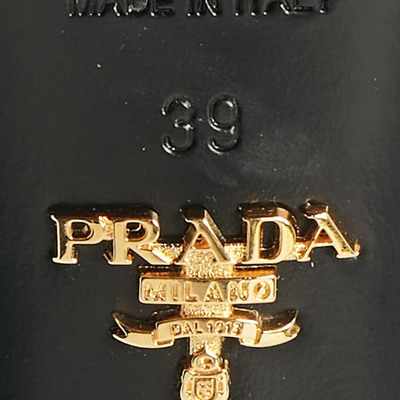 MADE IN ITALY
39
PRADA
MILANO
DAL 1913